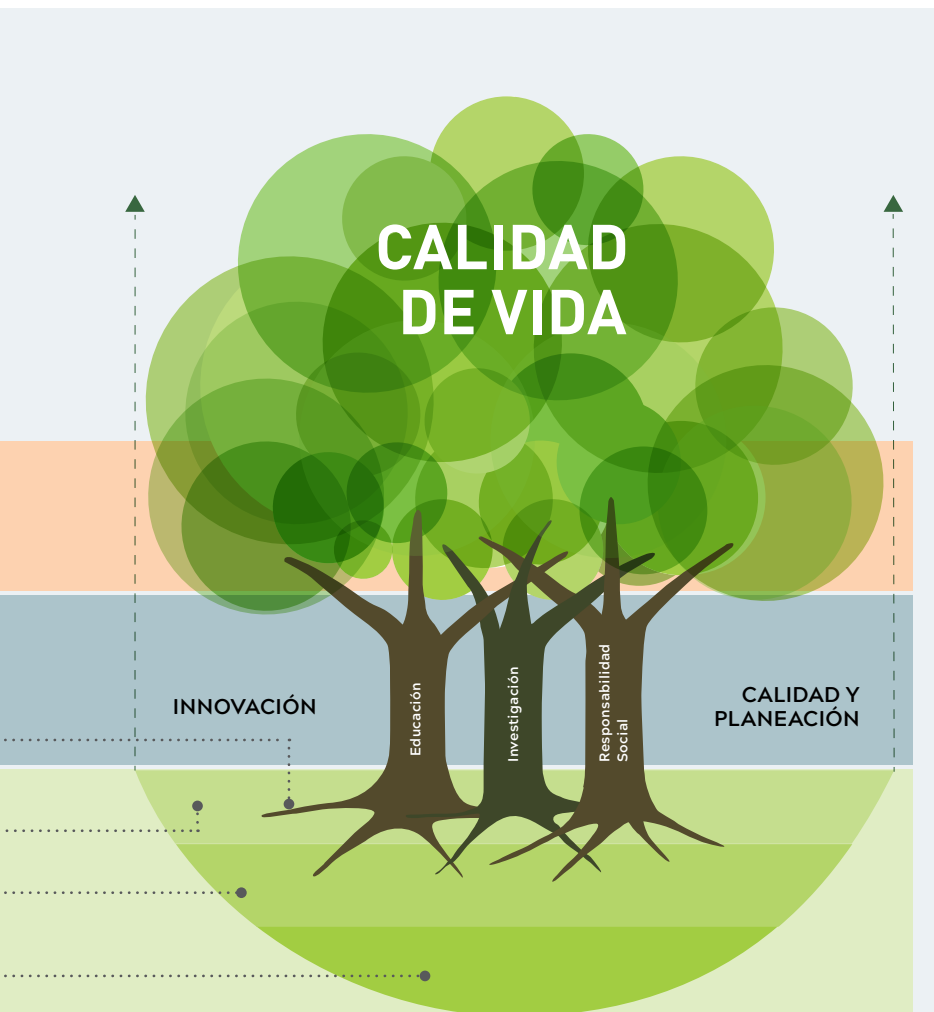 CALIDAD
DE VIDA
INNOVACIÓN
Educación
Investigación
Responsabilidad
Social
CALIDAD Y
PLANEACIÓN